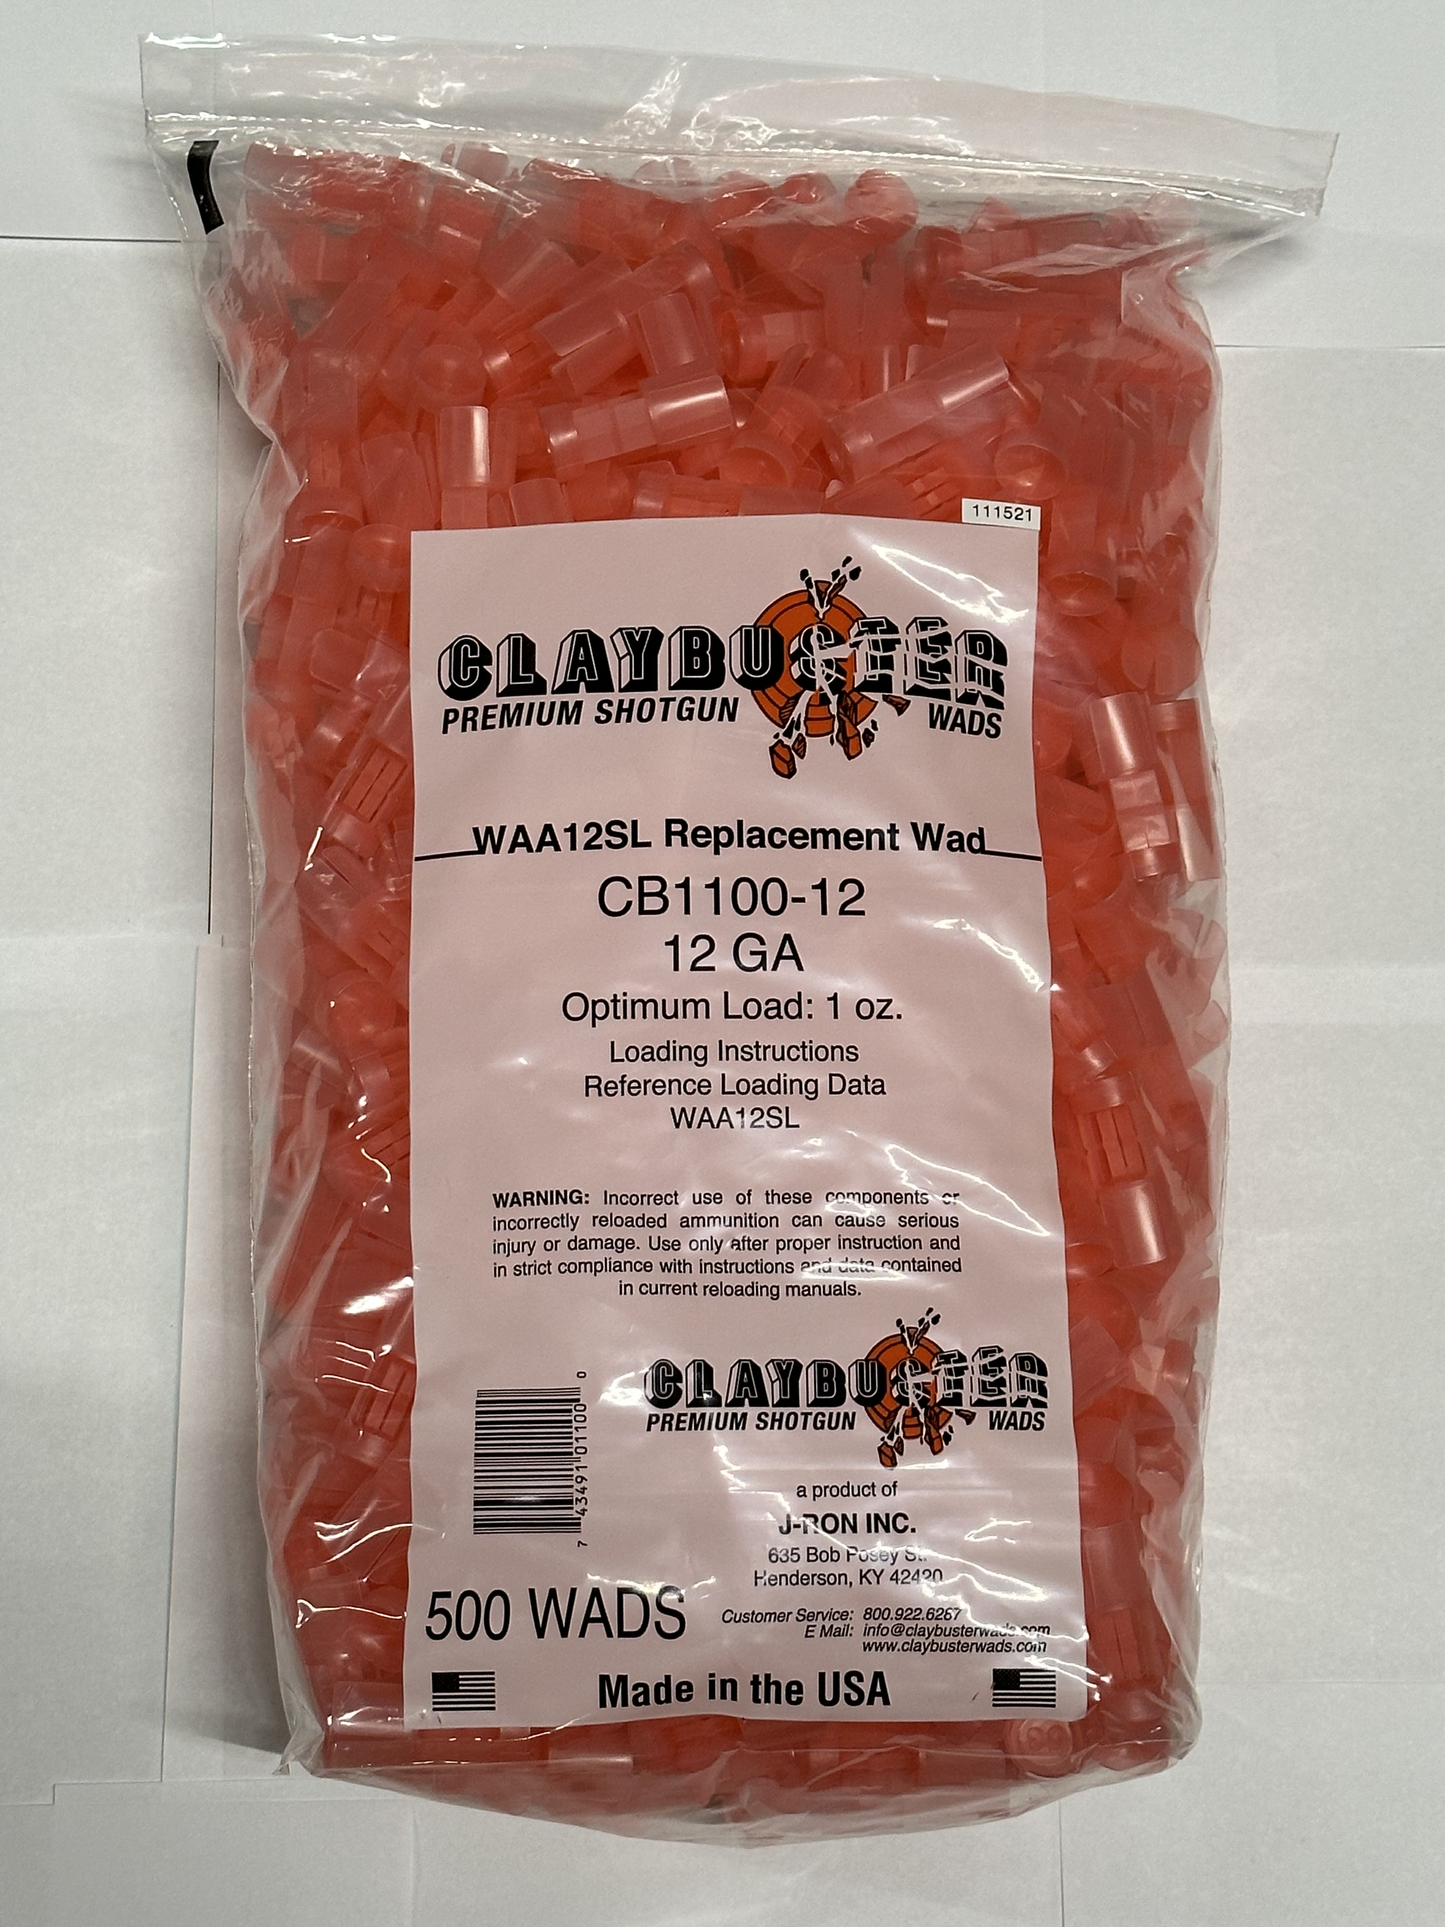 111521
CLAYBUSTER
PREMIUM SHOTGUN WADS
WAA12SL Replacement Wad
CB1100-12
12 GA
Optimum Load: 1 oz.
Loading Instructions
Reference Loading Data
WAA12SL
WARNING: Incorrect use of these components or
incorrectly reloaded ammunition can cause serious
injury or damage. Use only after proper instruction and
in strict compliance with instructions and data contained
in current reloading manuals.
CLAYBUSTER
PREMIUM SHOTGUN WADS
7 43491 01100 0
a product of
J-RON INC.
635 Bob Posey St.
Henderson, KY 42420
500 WADS
Customer Service: 800.922.6267
E Mail: info@claybusterwads.com
www.claybusterwads.com
Made in the USA